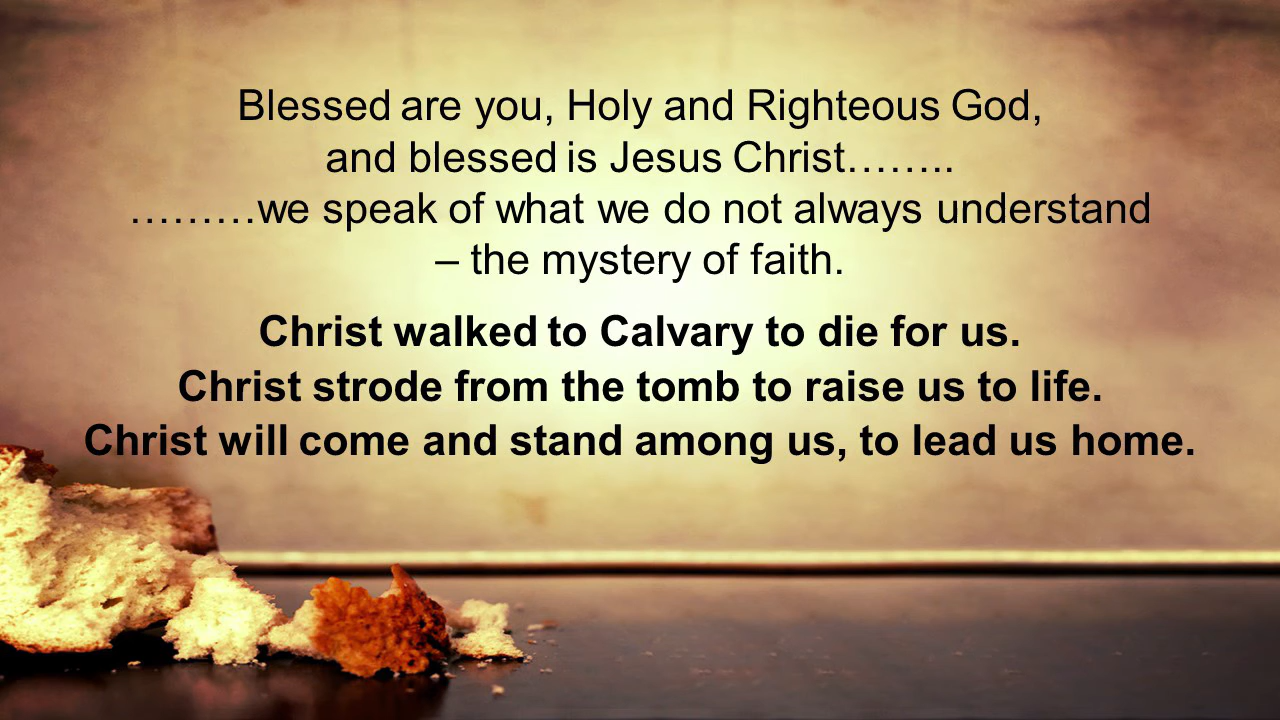 Blessed are you, Holy and Righteous God,
and blessed is Jesus Christ……..
………we speak of what we do not always understand
– the mystery of faith.
Christ walked to Calvary to die for us.
Christ strode from the tomb to raise us to life.
Christ will come and stand among us, to lead us home.